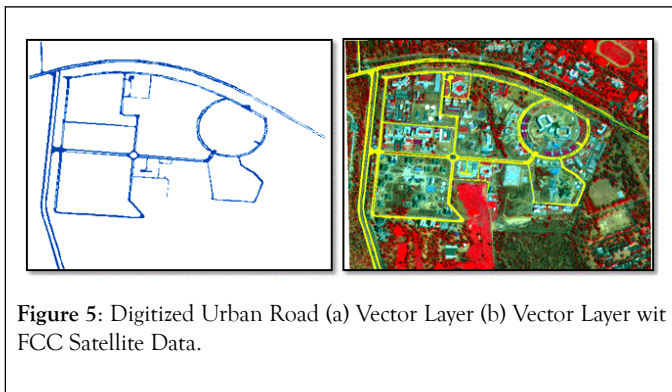 Figure 5: Digitized Urban Road (a) Vector Layer (b) Vector Layer wit
FCC Satellite Data.